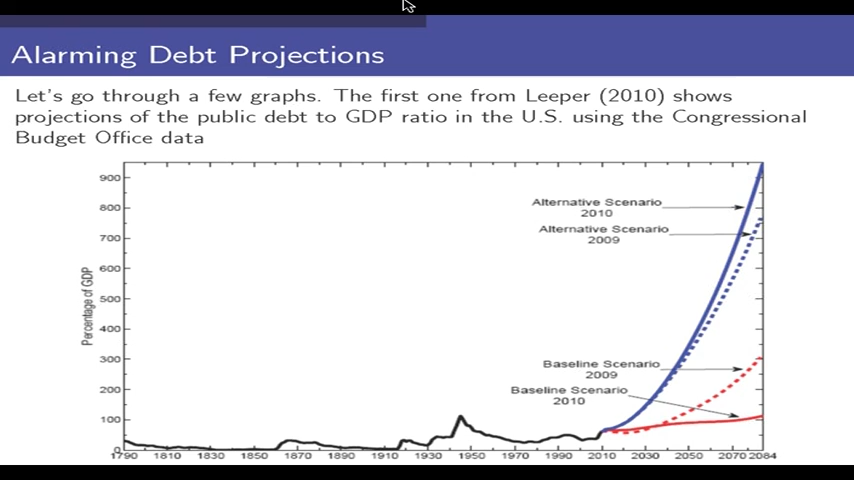 Alarming Debt Projections
Let's go through a few graphs. The first one from Leeper (2010) shows
projections of the public debt to GDP ratio in the U.S. using the Congressional
Budget Office data
900
800
700
600
500
400
300
200
100
0
Percentage of GDP
Alternative Scenario
2010
Alternative Scenario
2009
Baseline Scenario
2009
Baseline Scenario
2010
1790 1810 1830 1850 1870 1890 1910 1930 1950 1970 1990 2010 2030 2050 2070 2084